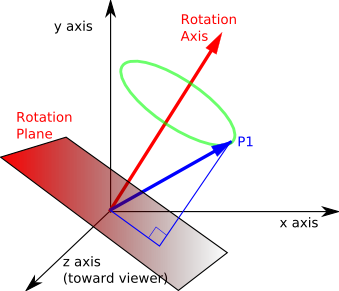 Rotation
Axis
y axis
Rotation
Plane
P1
x axis
z axis
(toward viewer)